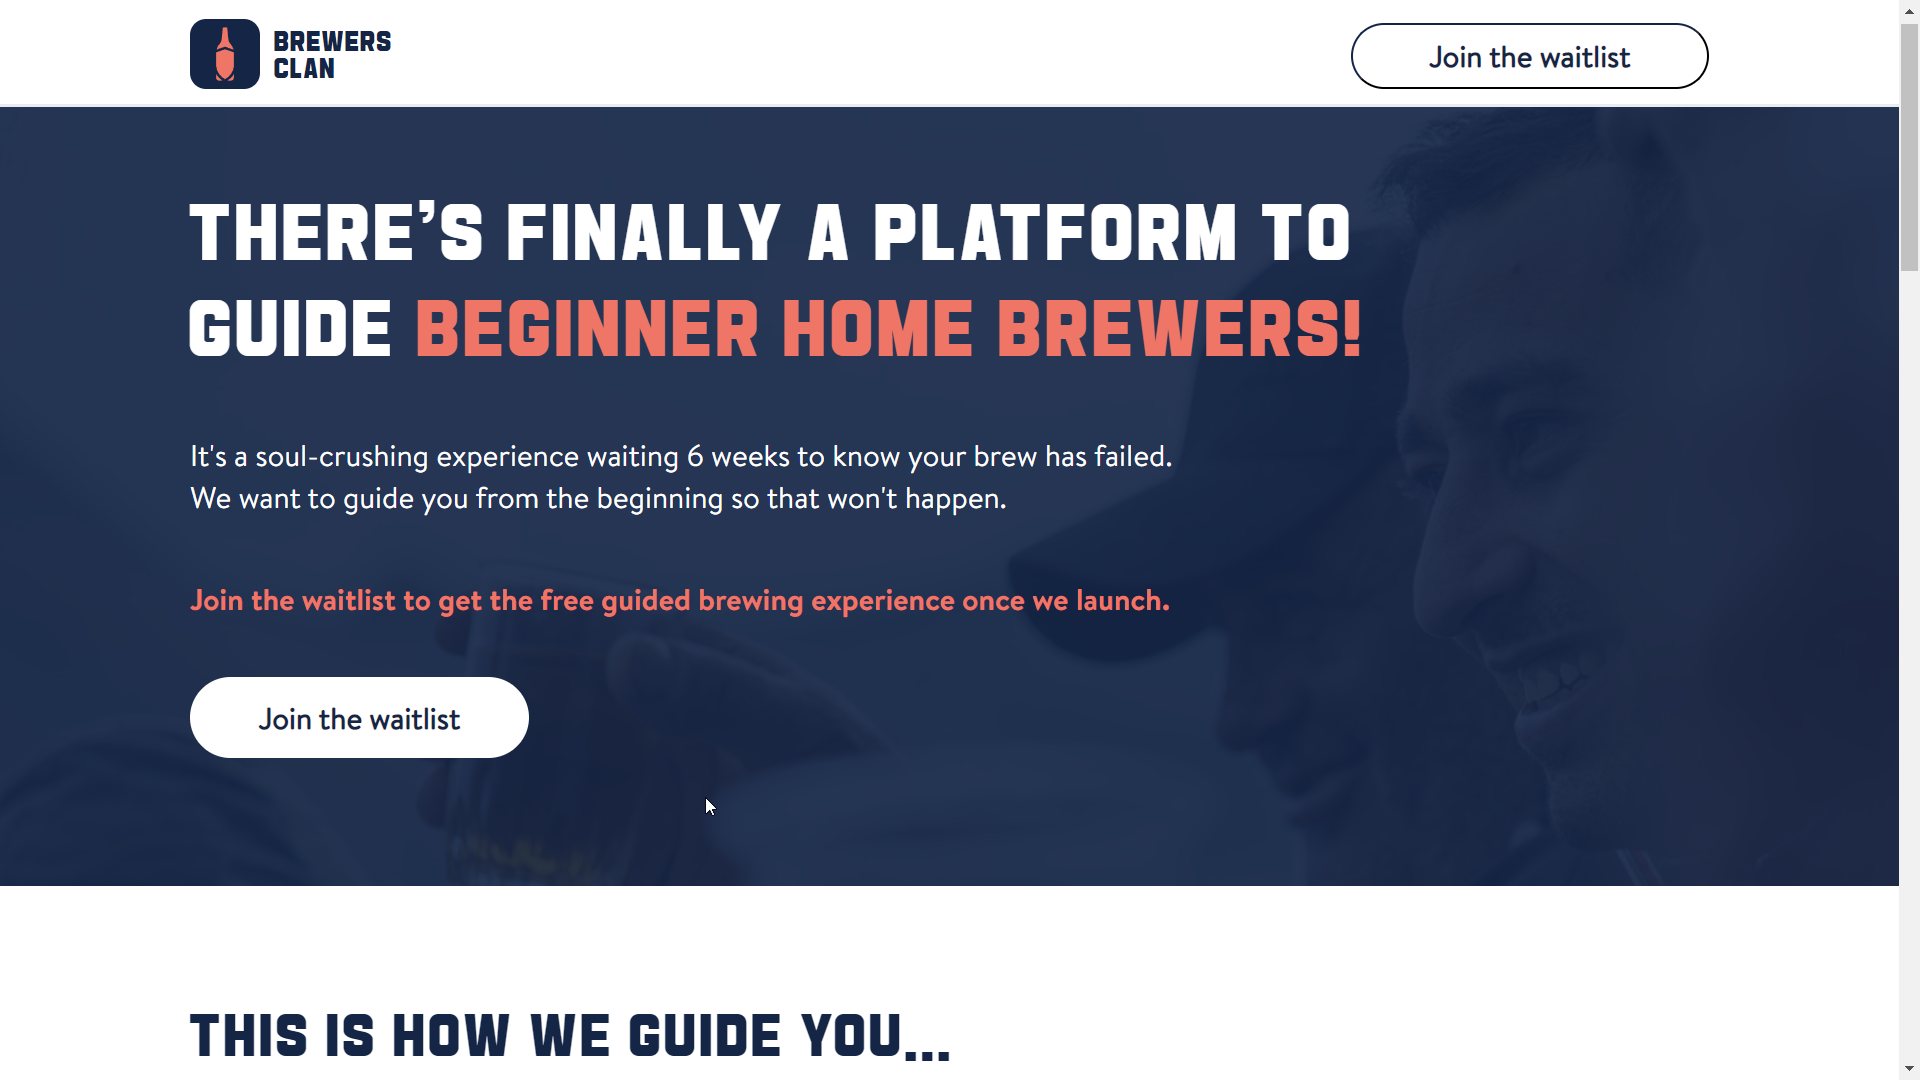 BREWERS
CLAN
Join the waitlist
THERE'S FINALLY A PLATFORM TO
GUIDE BEGINNER HOME BREWERS!
It's a soul-crushing experience waiting 6 weeks to know your brew has failed.
We want to guide you from the beginning so that won't happen.
Join the waitlist to get the free guided brewing experience once we launch.
Join the waitlist
THIS IS HOW WE GUIDE YOU...